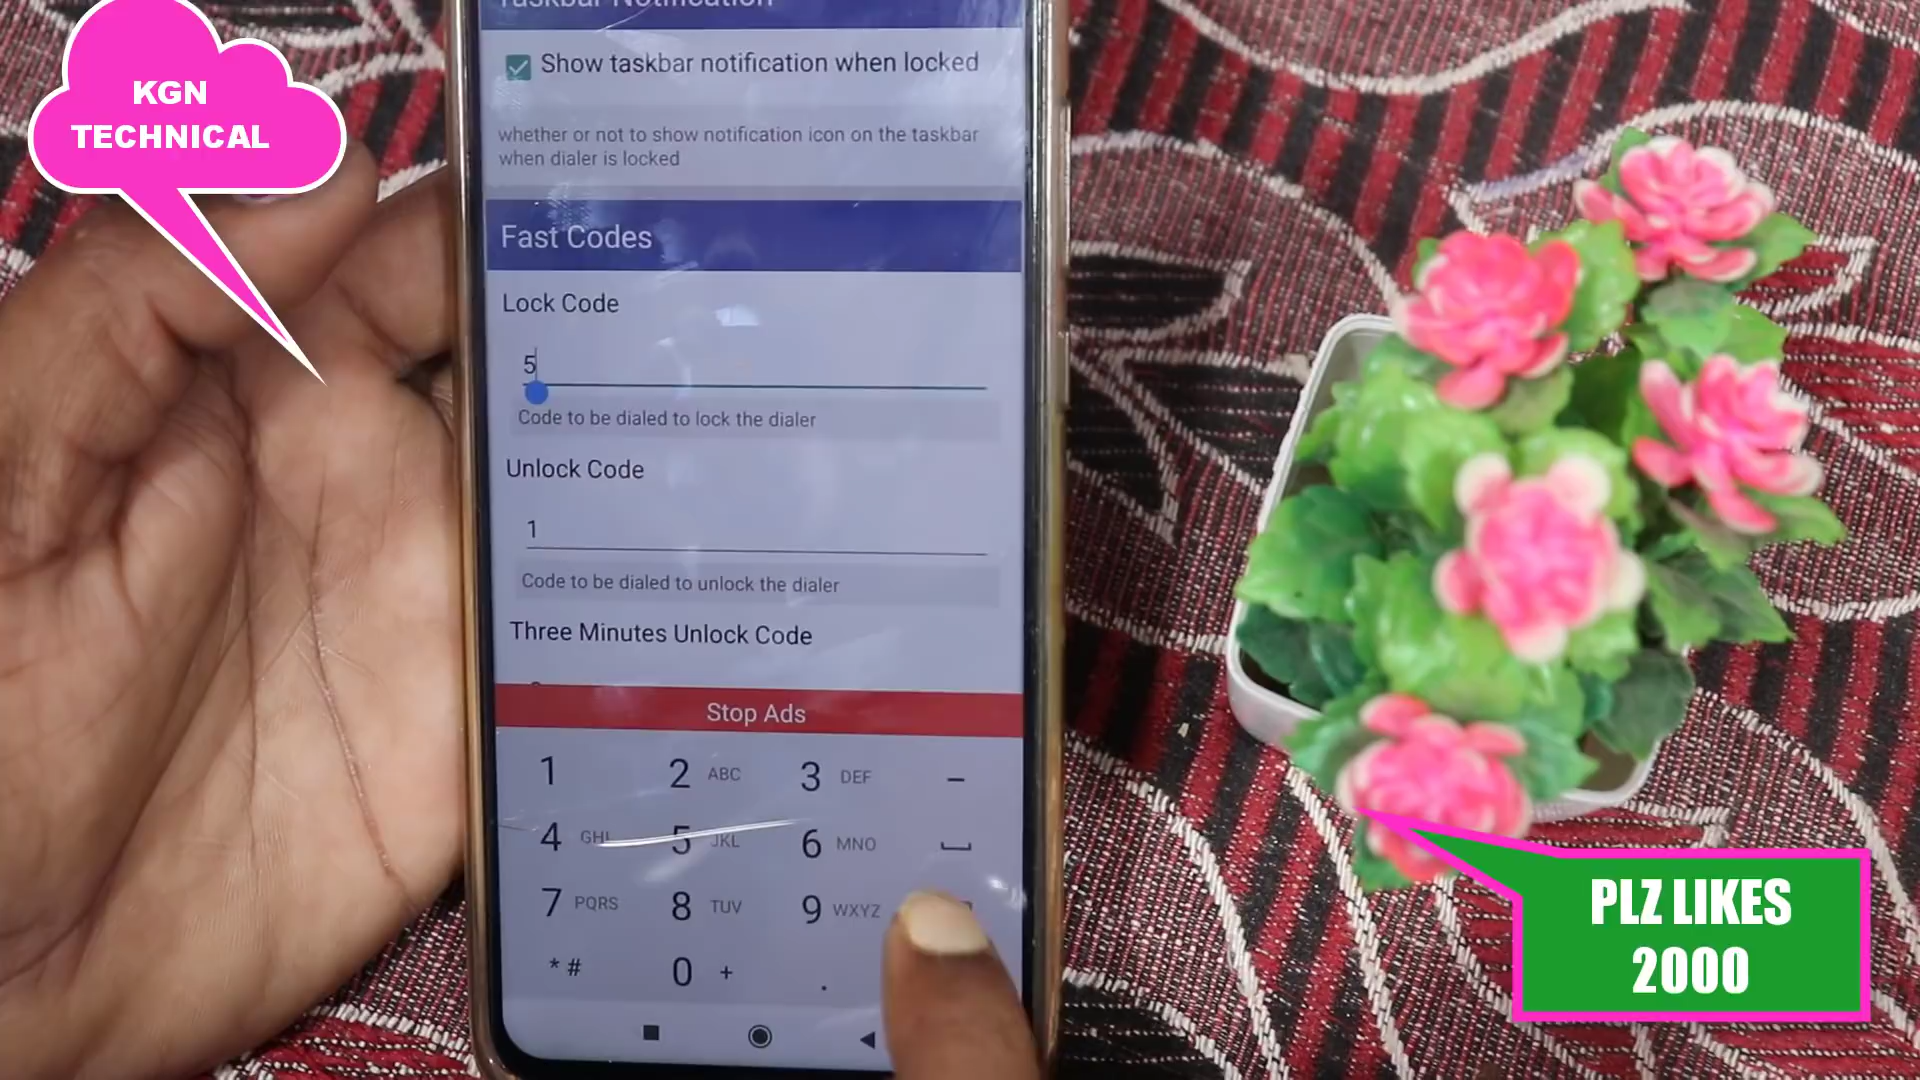 KGN
TECHNICAL
Taskbar Notification
Show taskbar notification when locked
whether or not to show notification icon on the taskbar
when dialer is locked
Fast Codes
Lock Code
5
Code to be dialed to lock the dialer
Unlock Code
1
Code to be dialed to unlock the dialer
Three Minutes Unlock Code
Stop Ads
1 2 ABC 3 DEF –
4 GHI 5 JKL 6 MNO
7 PQRS 8 TUV 9 WXYZ
* # 0 + .
PLZ LIKES
2000